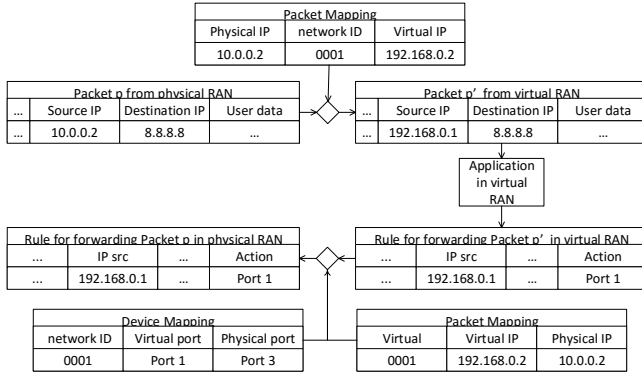 Packet Mapping
Physical IP network ID Virtual IP
10.0.0.2 0001 192.168.0.2
Packet p from physical RAN
... Source IP Destination IP User data
... 10.0.0.2 8.8.8.8 ...
Packet p' from virtual RAN
... Source IP Destination IP User data
... 192.168.0.1 8.8.8.8 ...
Application
in virtual
RAN
Rule for forwarding Packet p in physical RAN
... IP src ... Action
... 192.168.0.1 ... Port 1
Rule for forwarding Packet p' in virtual RAN
... IP src ... Action
... 192.168.0.1 ... Port 1
Device Mapping
network ID Virtual port Physical port
0001 Port 1 Port 3
Packet Mapping
Virtual Virtual IP Physical IP
0001 192.168.0.2 10.0.0.2